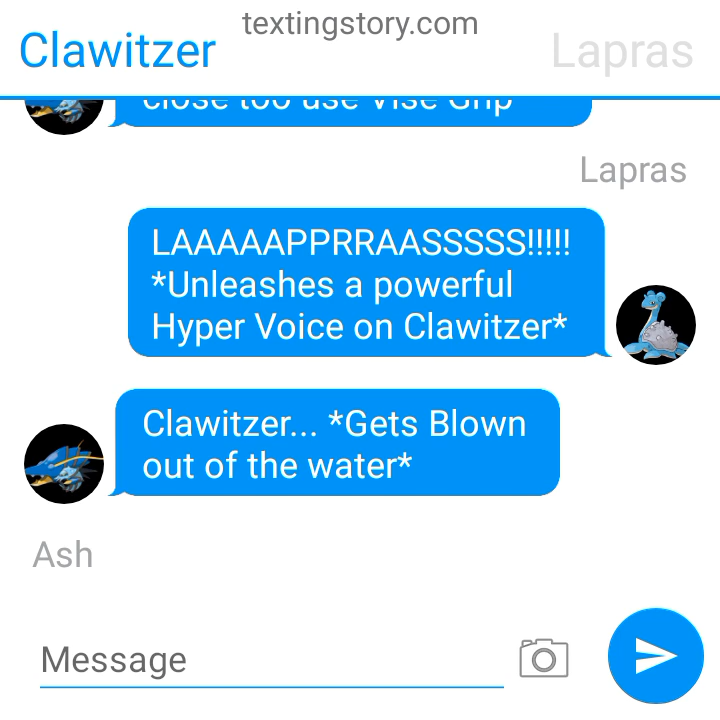 textingstory.com
Clawitzer
Lapras
close too use Vise Grip
Lapras
LAAAAAPPRRAASSSSS!!!!!
*Unleashes a powerful
Hyper Voice on Clawitzer*
Clawitzer... *Gets Blown
out of the water*
Ash
Message